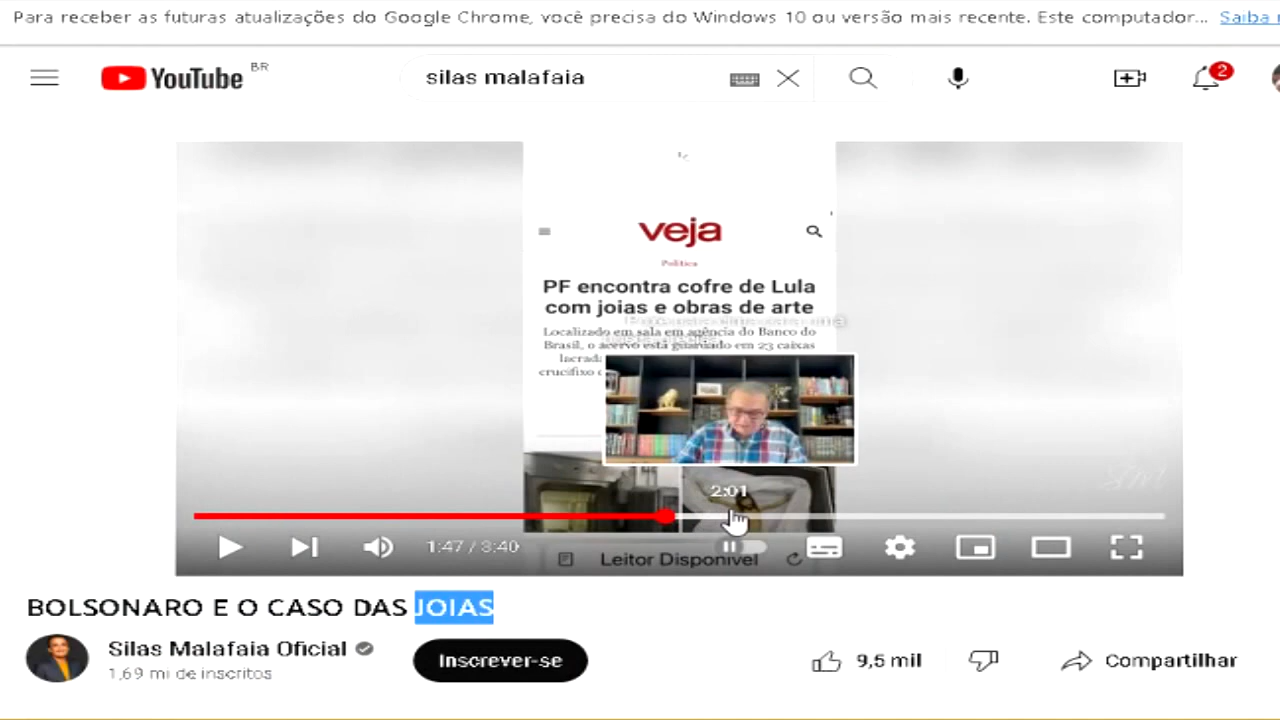 Para receber as futuras atualizações do Google Chrome, você precisa do Windows 10 ou versão mais recente. Este computador... Saiba
YouTube BR
silas malafaia
2
veja
Política
PF encontra cofre de Lula
com joias e obras de arte
Localizado em sala em agência do Banco do
Brasil, o acervo está guardado em 23 caixas
crucifixo
2:01
1:47 / 3:40
Leitor Disponível
BOLSONARO E O CASO DAS JOIAS
Silas Malafaia Oficial
1,69 mi de inscritos
Inscrever-se
9,5 mil
Compartilhar